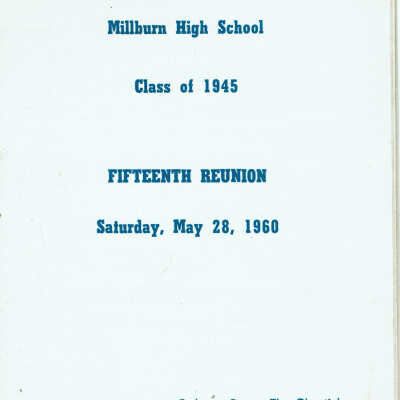 Millburn High School
Class of 1945
FIFTEENTH REUNION
Saturday, May 28, 1960